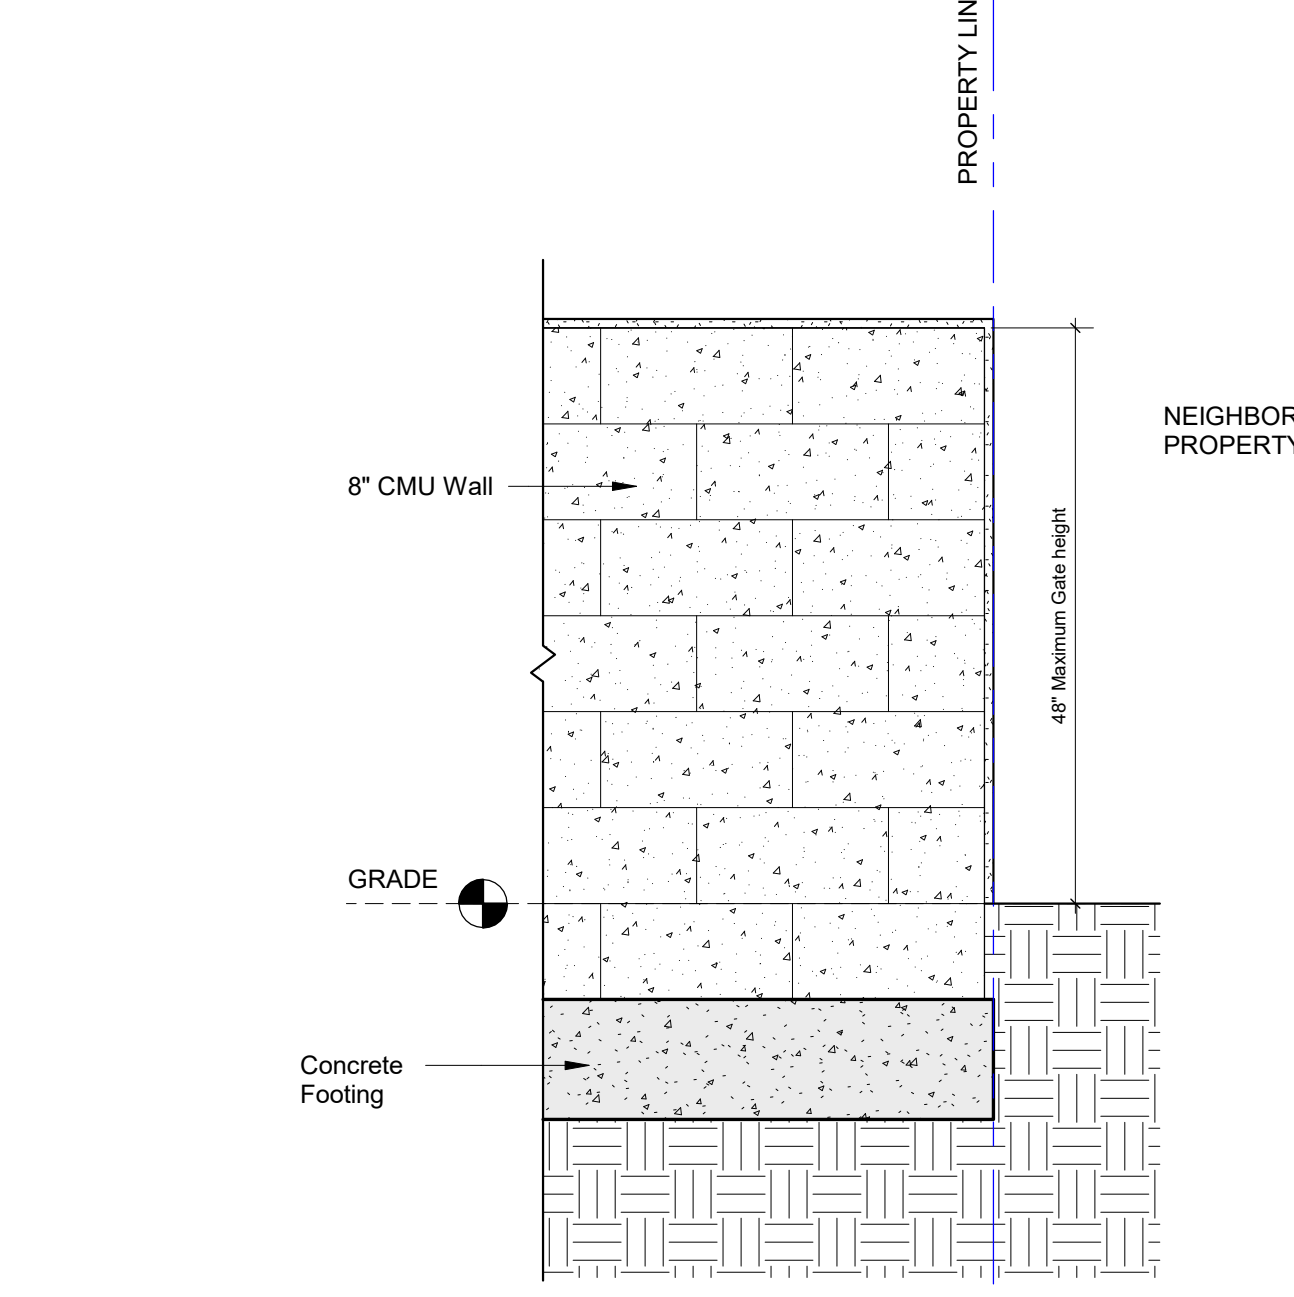 PROPERTY LIN
NEIGHBOR
PROPERTY
8" CMU Wall
48" Maximum Gate height
GRADE
Concrete
Footing